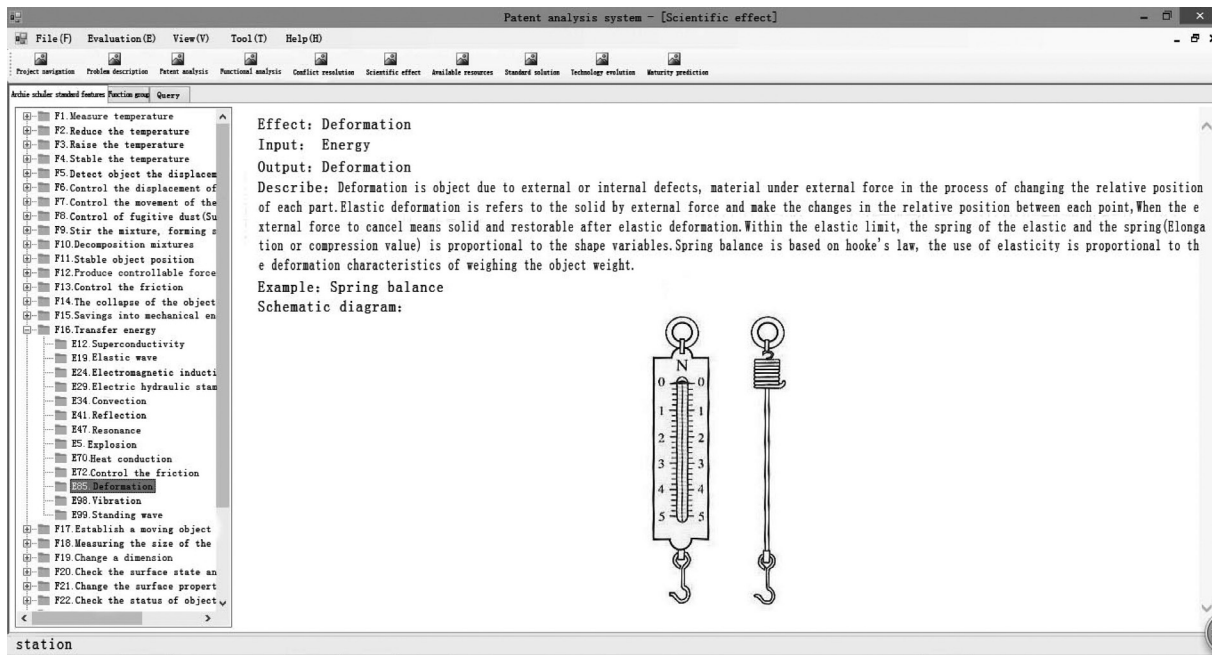 Patent analysis system - [Scientific effect]
File(F) Evaluation(E) View(V) Tool(T) Help(H)
Project navigation Problem description Patent analysis Functional analysis Conflict resolution Scientific effect Available resources Standard solution Technology evolution Maturity prediction
Archie schuler standard features Function group Query
F1.Measure temperature
F2.Reduce the temperature
F3.Raise the temperature
F4.Stable the temperature
F5.Detect object the displacem
F6.Control the displacement of
F7.Control the movement of the
F8.Control of fugitive dust(Su
F9.Stir the mixture, forming s
F10.Decomposition mixtures
F11.Stable object position
F12.Produce controllable force
F13.Control the friction
F14.The collapse of the object
F15.Savings into mechanical en
F16.Transfer energy
E12.Superconductivity
E19.Elastic wave
E24.Electromagnetic inducti
E29.Electric hydraulic stam
E34.Convection
E41.Reflection
E47.Resonance
E5.Explosion
E70.Heat conduction
E72.Control the friction
E85.Deformation
E98.Vibration
E99.Standing wave
F17.Establish a moving object
F18.Measuring the size of the
F19.Change a dimension
F20.Check the surface state an
F21.Change the surface propert
F22.Check the status of object
Effect: Deformation
Input: Energy
Output: Deformation
Describe: Deformation is object due to external or internal defects, material under external force in the process of changing the relative position
of each part.Elastic deformation is refers to the solid by external force and make the changes in the relative position between each point,When the e
xternal force to cancel means solid and restorable after elastic deformation.Within the elastic limit, the spring of the elastic and the spring(Elonga
tion or compression value) is proportional to the shape variables.Spring balance is based on hooke's law, the use of elasticity is proportional to th
e deformation characteristics of weighing the object weight.
Example: Spring balance
Schematic diagram:
N
0 0
1 1
2 2
3 3
4 4
5 5
station